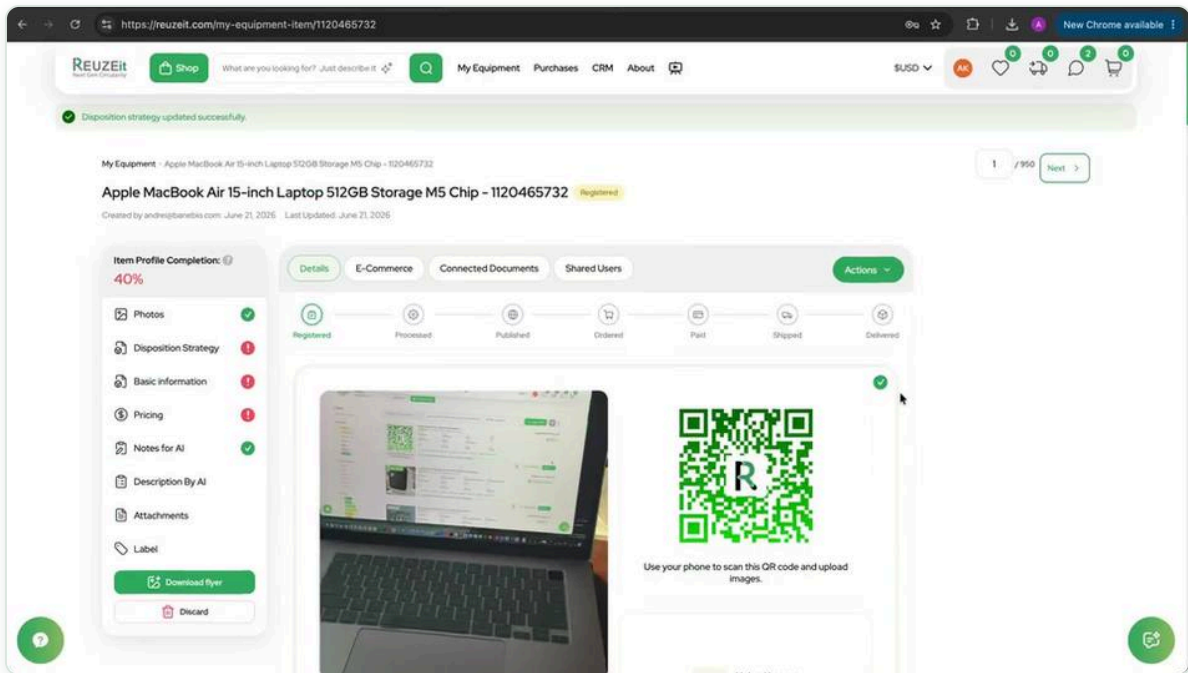 https://reuzeit.com/my-equipment-item/1120465732
New Chrome available
REUZEit
Next Gen Circularity
Shop
What are you looking for? Just describe it
My Equipment
Purchases
CRM
About
$USD
AK
0
0
2
0
Disposition strategy updated successfully.
My Equipment - Apple MacBook Air 15-inch Laptop 512GB Storage M5 Chip - 1120465732
1 / 950 Next >
Apple MacBook Air 15-inch Laptop 512GB Storage M5 Chip - 1120465732 Registered
June 21, 2026 Last Updated: June 21, 2026
Item Profile Completion:
40%
Photos
Disposition Strategy
Basic information
Pricing
Notes for AI
Description By AI
Attachments
Label
Download flyer
Discard
Details
E-Commerce
Connected Documents
Shared Users
Actions
Registered
Processed
Published
Ordered
Paid
Shipped
Delivered
R
Use your phone to scan this QR code and upload
images.